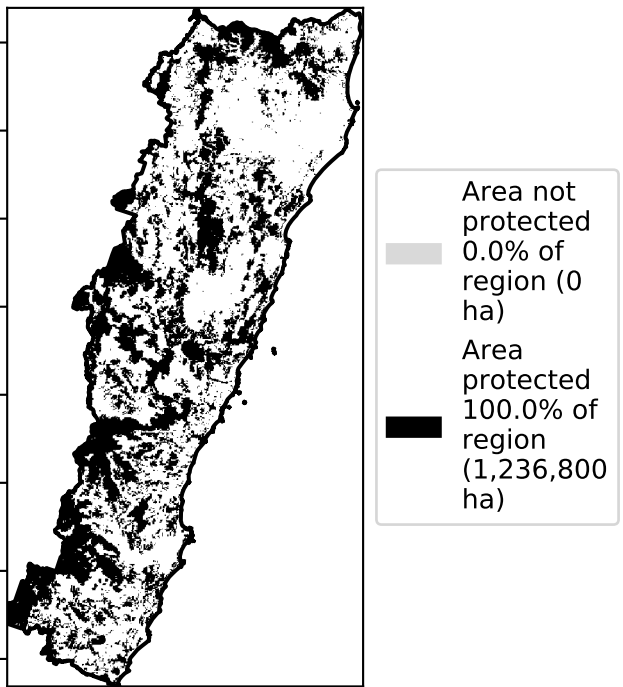 Area not
protected
0.0% of
region (0
ha)
Area
protected
100.0% of
region
(1,236,800
ha)